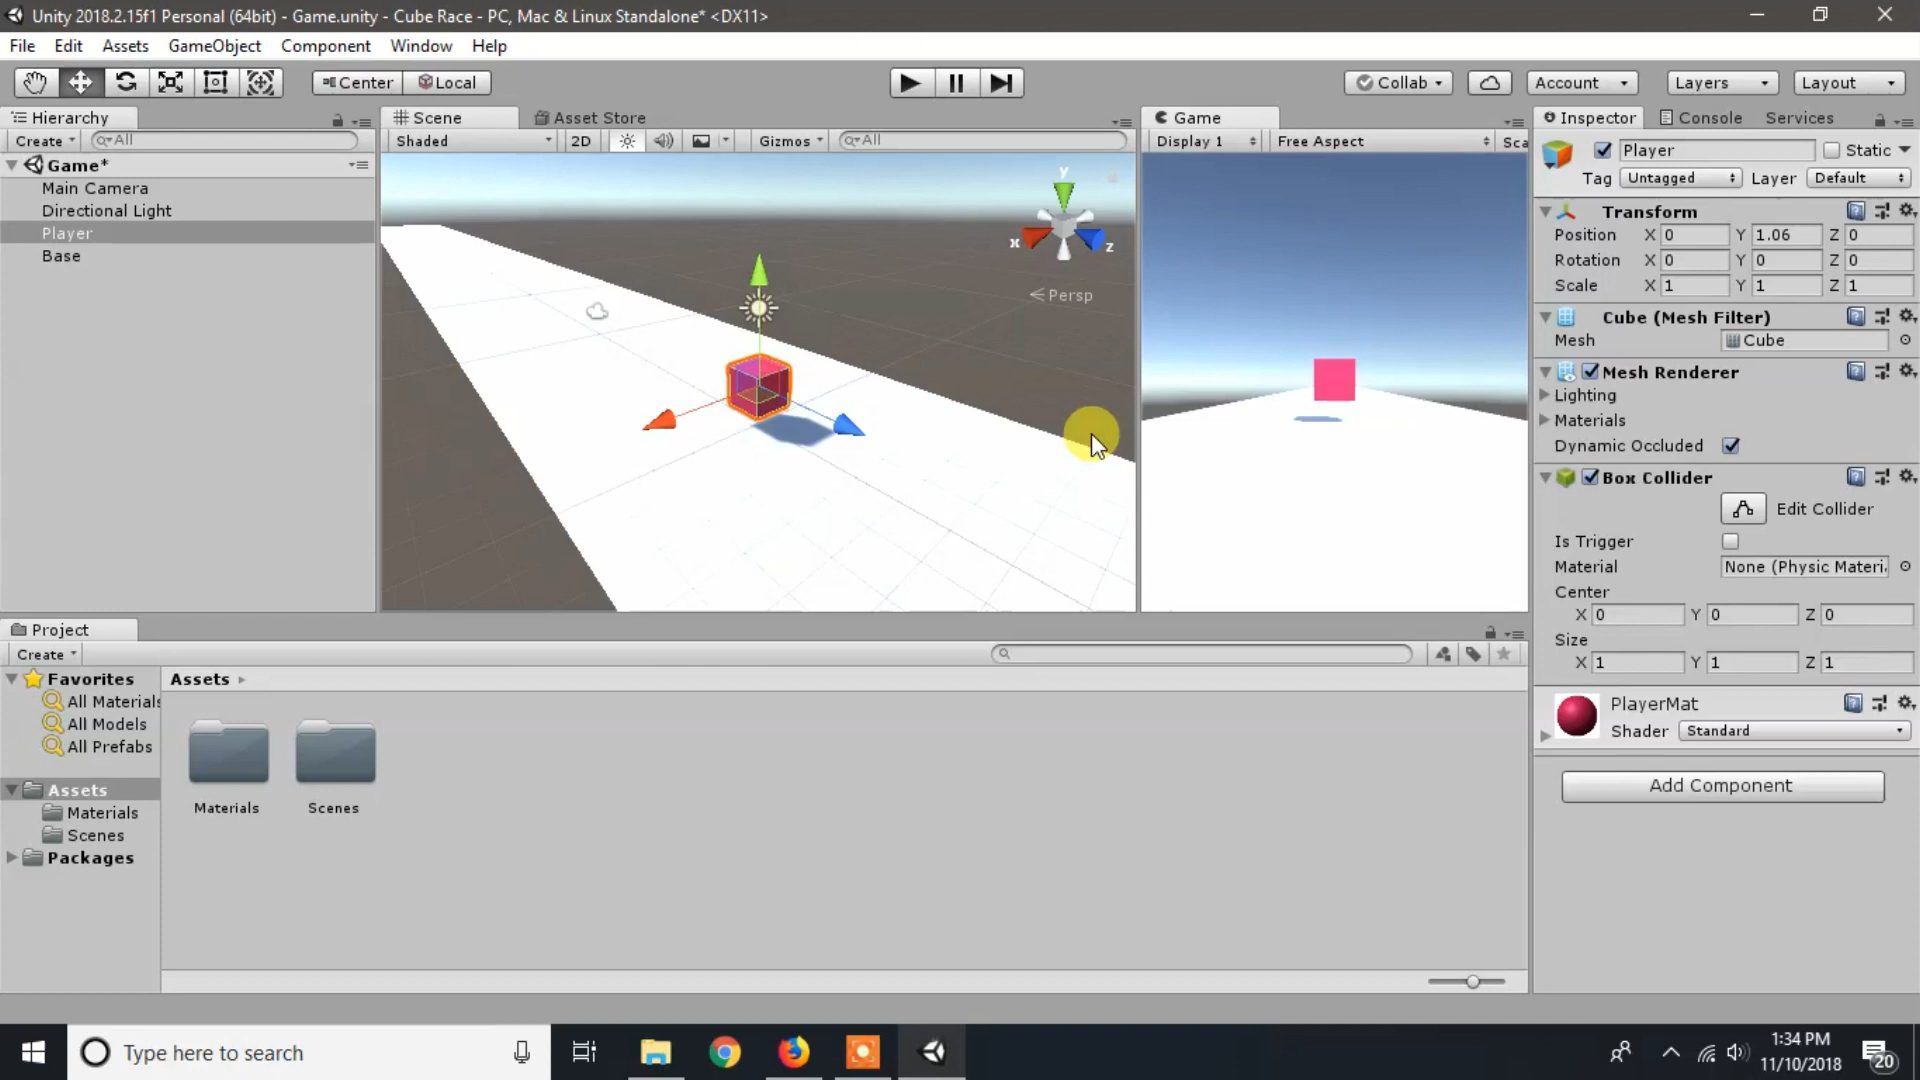 Unity 2018.2.15f1 Personal (64bit) - Game.unity - Cube Race - PC, Mac & Linux Standalone* <DX11>
File Edit Assets GameObject Component Window Help
Center Local Collab Account Layers Layout
Hierarchy
Create All
Game*
Main Camera
Directional Light
Player
Base
Scene Asset Store
Shaded 2D Gizmos All
y
x
z
Persp
Game
Display 1 Free Aspect Sca
Inspector Console Services
Player Static
Tag Untagged Layer Default
Transform
Position X 0 Y 1.06 Z 0
Rotation X 0 Y 0 Z 0
Scale X 1 Y 1 Z 1
Cube (Mesh Filter)
Mesh Cube
Mesh Renderer
Lighting
Materials
Dynamic Occluded
Box Collider
Edit Collider
Is Trigger
Material None (Physic Materi
Center
X 0 Y 0 Z 0
Size
X 1 Y 1 Z 1
PlayerMat
Shader Standard
Add Component
Project
Create
Favorites
All Materials
All Models
All Prefabs
Assets
Materials
Scenes
Packages
Assets
Materials Scenes
Type here to search
1:34 PM
11/10/2018
20